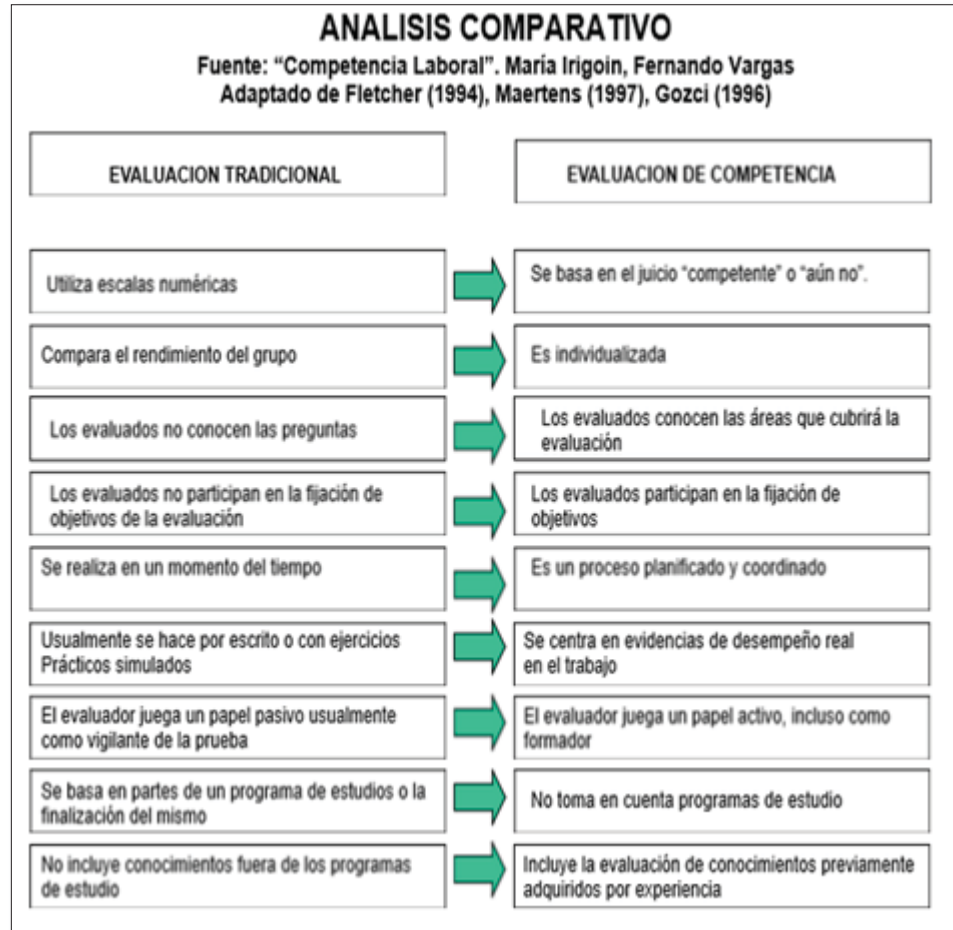 ANALISIS COMPARATIVO
Fuente: “Competencia Laboral”. María Irigoin, Fernando Vargas
Adaptado de Fletcher (1994), Maertens (1997), Gozci (1996)
EVALUACION TRADICIONAL
EVALUACION DE COMPETENCIA
Utiliza escalas numéricas
Se basa en el juicio “competente” o “aún no”.
Compara el rendimiento del grupo
Es individualizada
Los evaluados no conocen las preguntas
Los evaluados conocen las áreas que cubrirá la
evaluación
Los evaluados no participan en la fijación de
objetivos de la evaluación
Los evaluados participan en la fijación de
objetivos
Se realiza en un momento del tiempo
Es un proceso planificado y coordinado
Usualmente se hace por escrito o con ejercicios
Prácticos simulados
Se centra en evidencias de desempeño real
en el trabajo
El evaluador juega un papel pasivo usualmente
como vigilante de la prueba
El evaluador juega un papel activo, incluso como
formador
Se basa en partes de un programa de estudios o la
finalización del mismo
No toma en cuenta programas de estudio
No incluye conocimientos fuera de los programas
de estudio
Incluye la evaluación de conocimientos previamente
adquiridos por experiencia